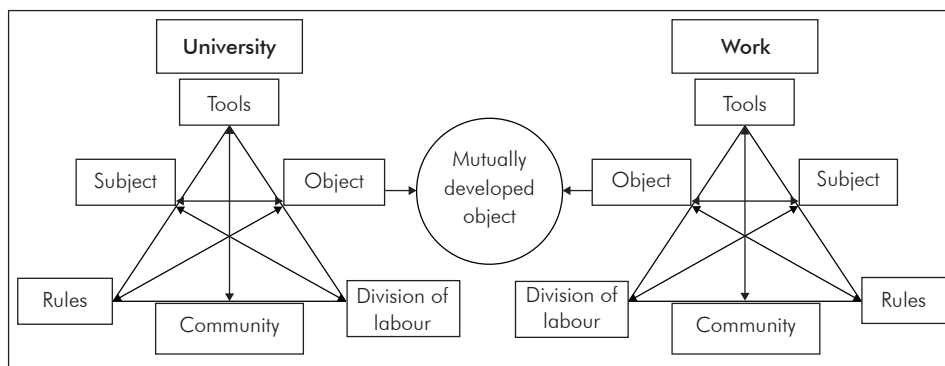 University
Work
Tools
Tools
Subject
Object
Mutually
developed
object
Object
Subject
Rules
Community
Division of
labour
Division of
labour
Community
Rules